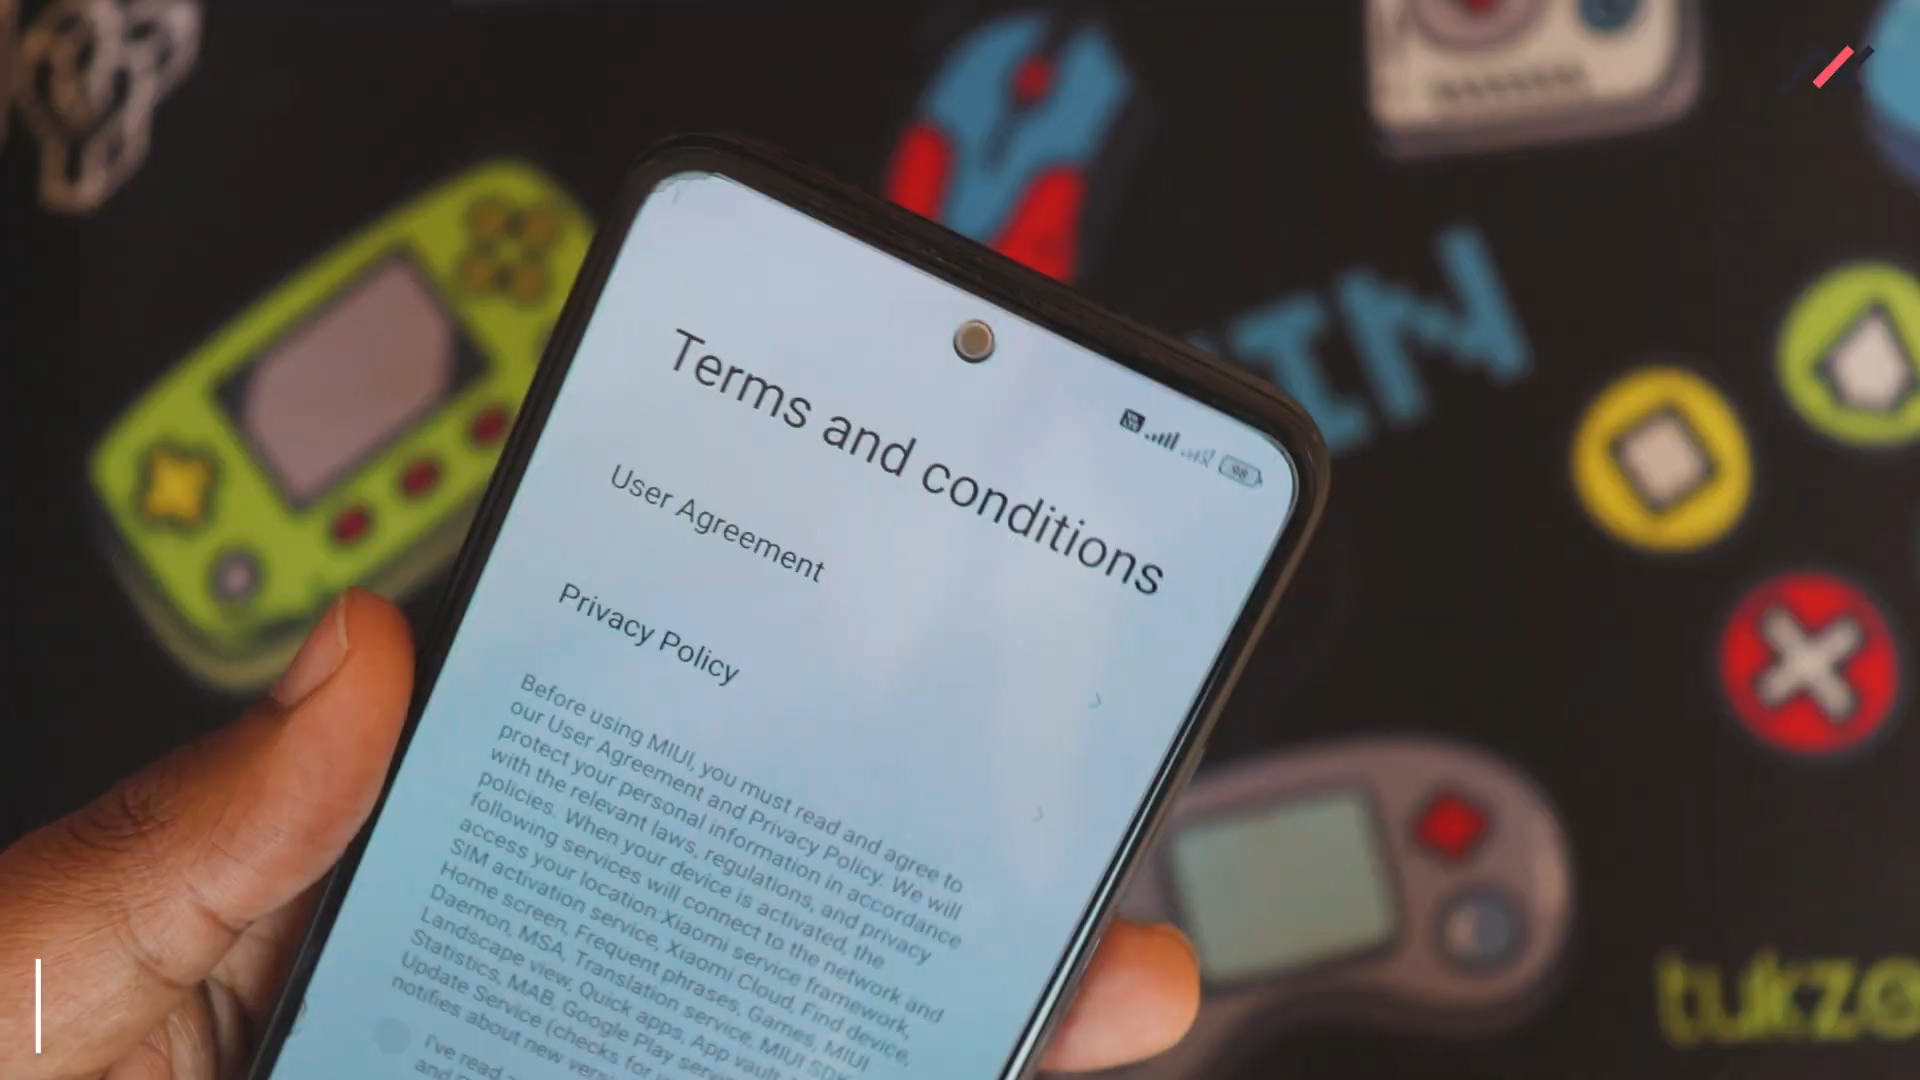 Terms and conditions
User Agreement
Privacy Policy
Before using MIUI, you must read and agree to
our User Agreement and Privacy Policy. We will
protect your personal information in accordance
with the relevant laws, regulations, and privacy
policies. When your device is activated, the
following services will connect to the network and
access your location:Xiaomi service framework,
SIM activation service, Xiaomi Cloud, Find device,
Home screen, Frequent phrases, Games, MIUI
Daemon, MSA, Translation service, MIUI SDK
Landscape view, Quick apps, App vault,
Statistics, MAB, Google Play
Update Service (checks for
notifies about new
I've read
and
98
IN
tukzo